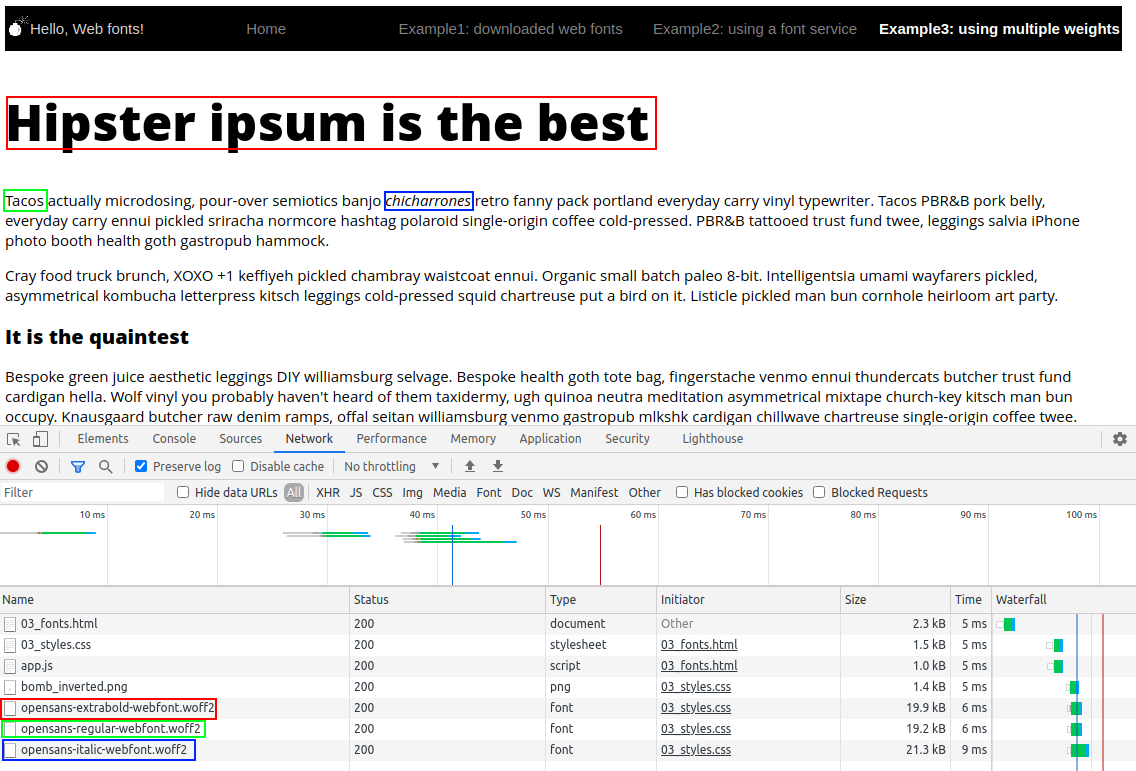 Hello, Web fonts! Home Example1: downloaded web fonts Example2: using a font service Example3: using multiple weights
Hipster ipsum is the best
Tacos actually microdosing, pour-over semiotics banjo chicharrones retro fanny pack portland everyday carry vinyl typewriter. Tacos PBR&B pork belly,
everyday carry ennui pickled sriracha normcore hashtag polaroid single-origin coffee cold-pressed. PBR&B tattooed trust fund twee, leggings salvia iPhone
photo booth health goth gastropub hammock.
Cray food truck brunch, XOXO +1 keffiyeh pickled chambray waistcoat ennui. Organic small batch paleo 8-bit. Intelligentsia umami wayfarers pickled,
asymmetrical kombucha letterpress kitsch leggings cold-pressed squid chartreuse put a bird on it. Listicle pickled man bun cornhole heirloom art party.
It is the quaintest
Bespoke green juice aesthetic leggings DIY williamsburg selvage. Bespoke health goth tote bag, fingerstache venmo ennui thundercats butcher trust fund
cardigan hella. Wolf vinyl you probably haven't heard of them taxidermy, ugh quinoa neutra meditation asymmetrical mixtape church-key kitsch man bun
occupy. Knausgaard butcher raw denim ramps, offal seitan williamsburg venmo gastropub mlkshk cardigan chillwave chartreuse single-origin coffee twee.
Elements Console Sources Network Performance Memory Application Security Lighthouse
Preserve log Disable cache No throttling
Filter Hide data URLs All XHR JS CSS Img Media Font Doc WS Manifest Other Has blocked cookies Blocked Requests
10 ms 20 ms 30 ms 40 ms 50 ms 60 ms 70 ms 80 ms 90 ms 100 ms
Name Status Type Initiator Size Time Waterfall
03_fonts.html 200 document Other 2.3 kB 5 ms
03_styles.css 200 stylesheet 03_fonts.html 1.5 kB 5 ms
app.js 200 script 03_fonts.html 1.0 kB 5 ms
bomb_inverted.png 200 png 03_styles.css 1.4 kB 5 ms
opensans-extrabold-webfont.woff2 200 font 03_styles.css 19.9 kB 6 ms
opensans-regular-webfont.woff2 200 font 03_styles.css 19.2 kB 6 ms
opensans-italic-webfont.woff2 200 font 03_styles.css 21.3 kB 9 ms